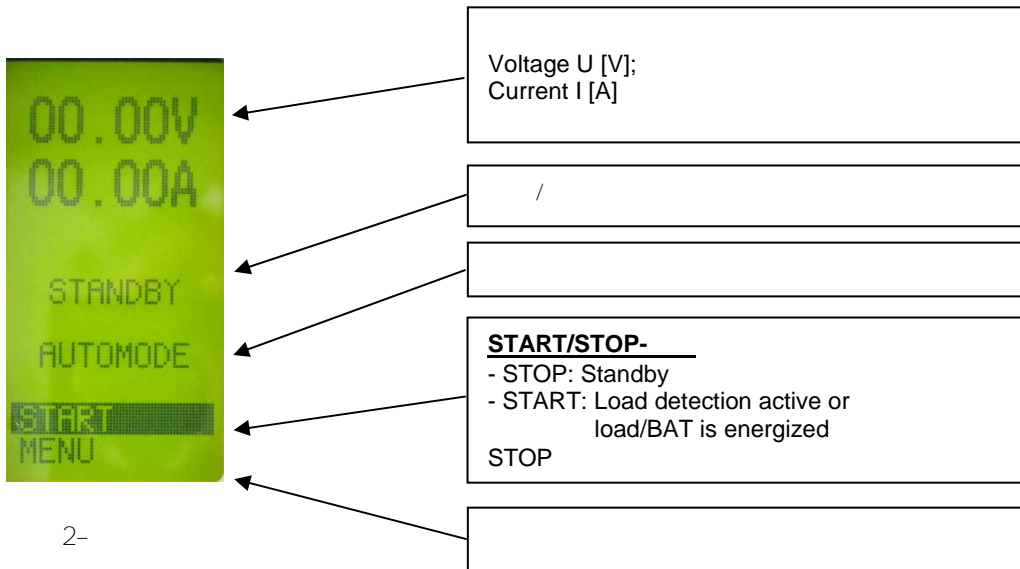 Voltage U [V];
Current I [A]
00.00V
00.00A
/
STANDBY
AUTOMODE
START/STOP-
- STOP: Standby
- START: Load detection active or
load/BAT is energized
STOP
START
MENU
2-